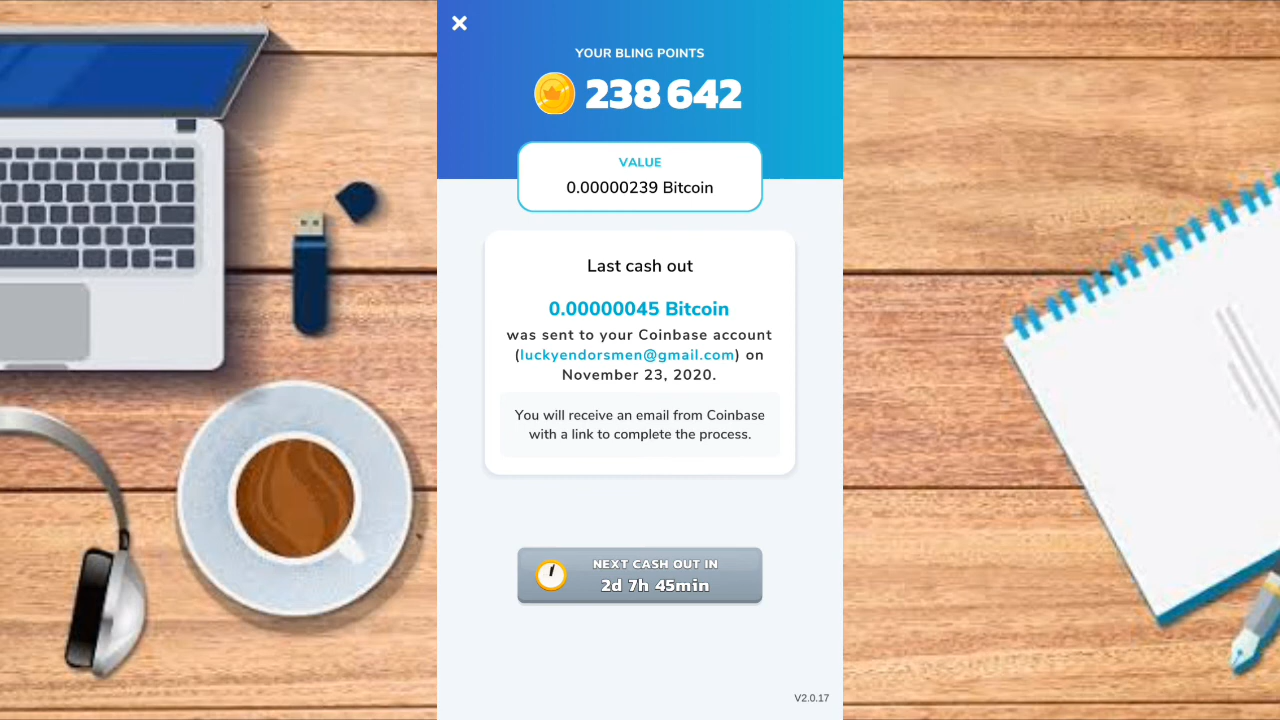 YOUR BLING POINTS
238 642
VALUE
0.00000239 Bitcoin
Last cash out
0.00000045 Bitcoin
was sent to your Coinbase account
(luckyendorsmen@gmail.com) on
November 23, 2020.
You will receive an email from Coinbase
with a link to complete the process.
NEXT CASH OUT IN
2d 7h 45min
V2.0.17